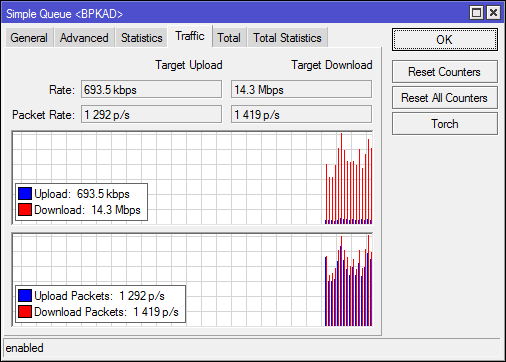 Simple Queue <BPKAD>
General Advanced Statistics Traffic Total Total Statistics
OK
Reset Counters
Reset All Counters
Torch
Target Upload Target Download
Rate: 693.5 kbps 14.3 Mbps
Packet Rate: 1 292 p/s 1 419 p/s
Upload: 693.5 kbps
Download: 14.3 Mbps
Upload Packets: 1 292 p/s
Download Packets: 1 419 p/s
enabled